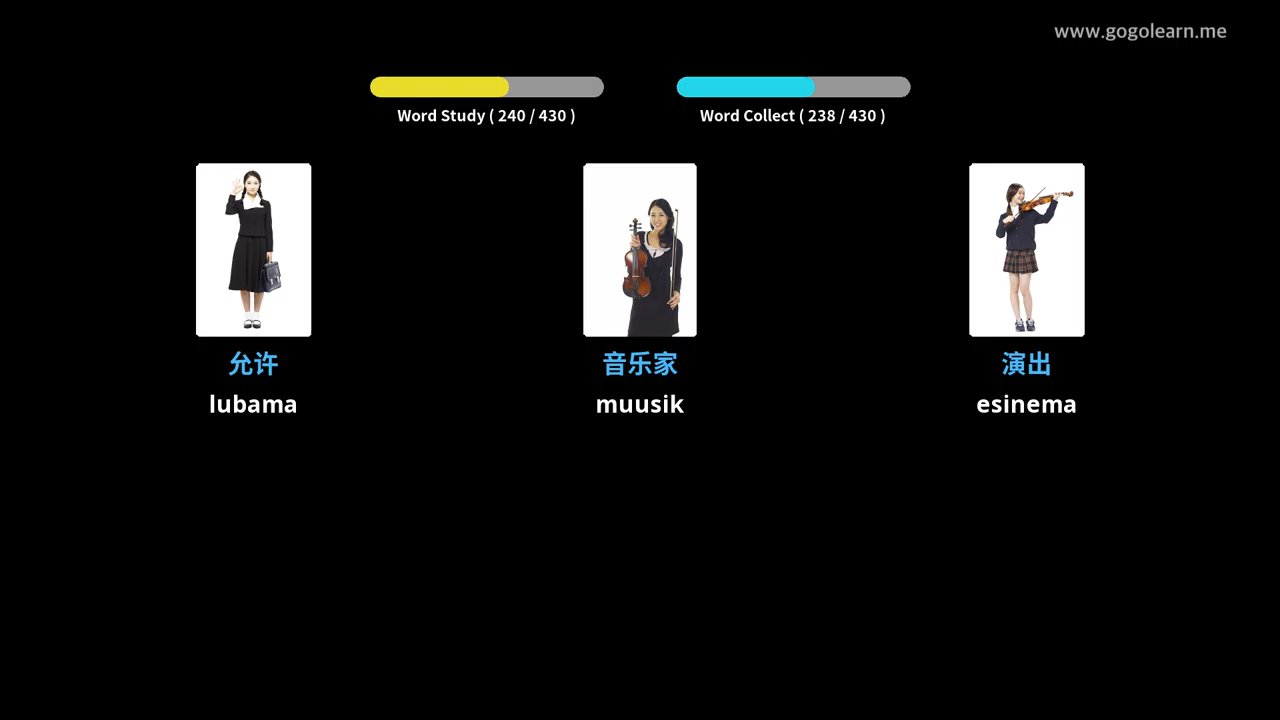 www.gogolearn.me
Word Study ( 240 / 430 )
Word Collect ( 238 / 430 )
允许
音乐家
演出
lubama
muusik
esinema